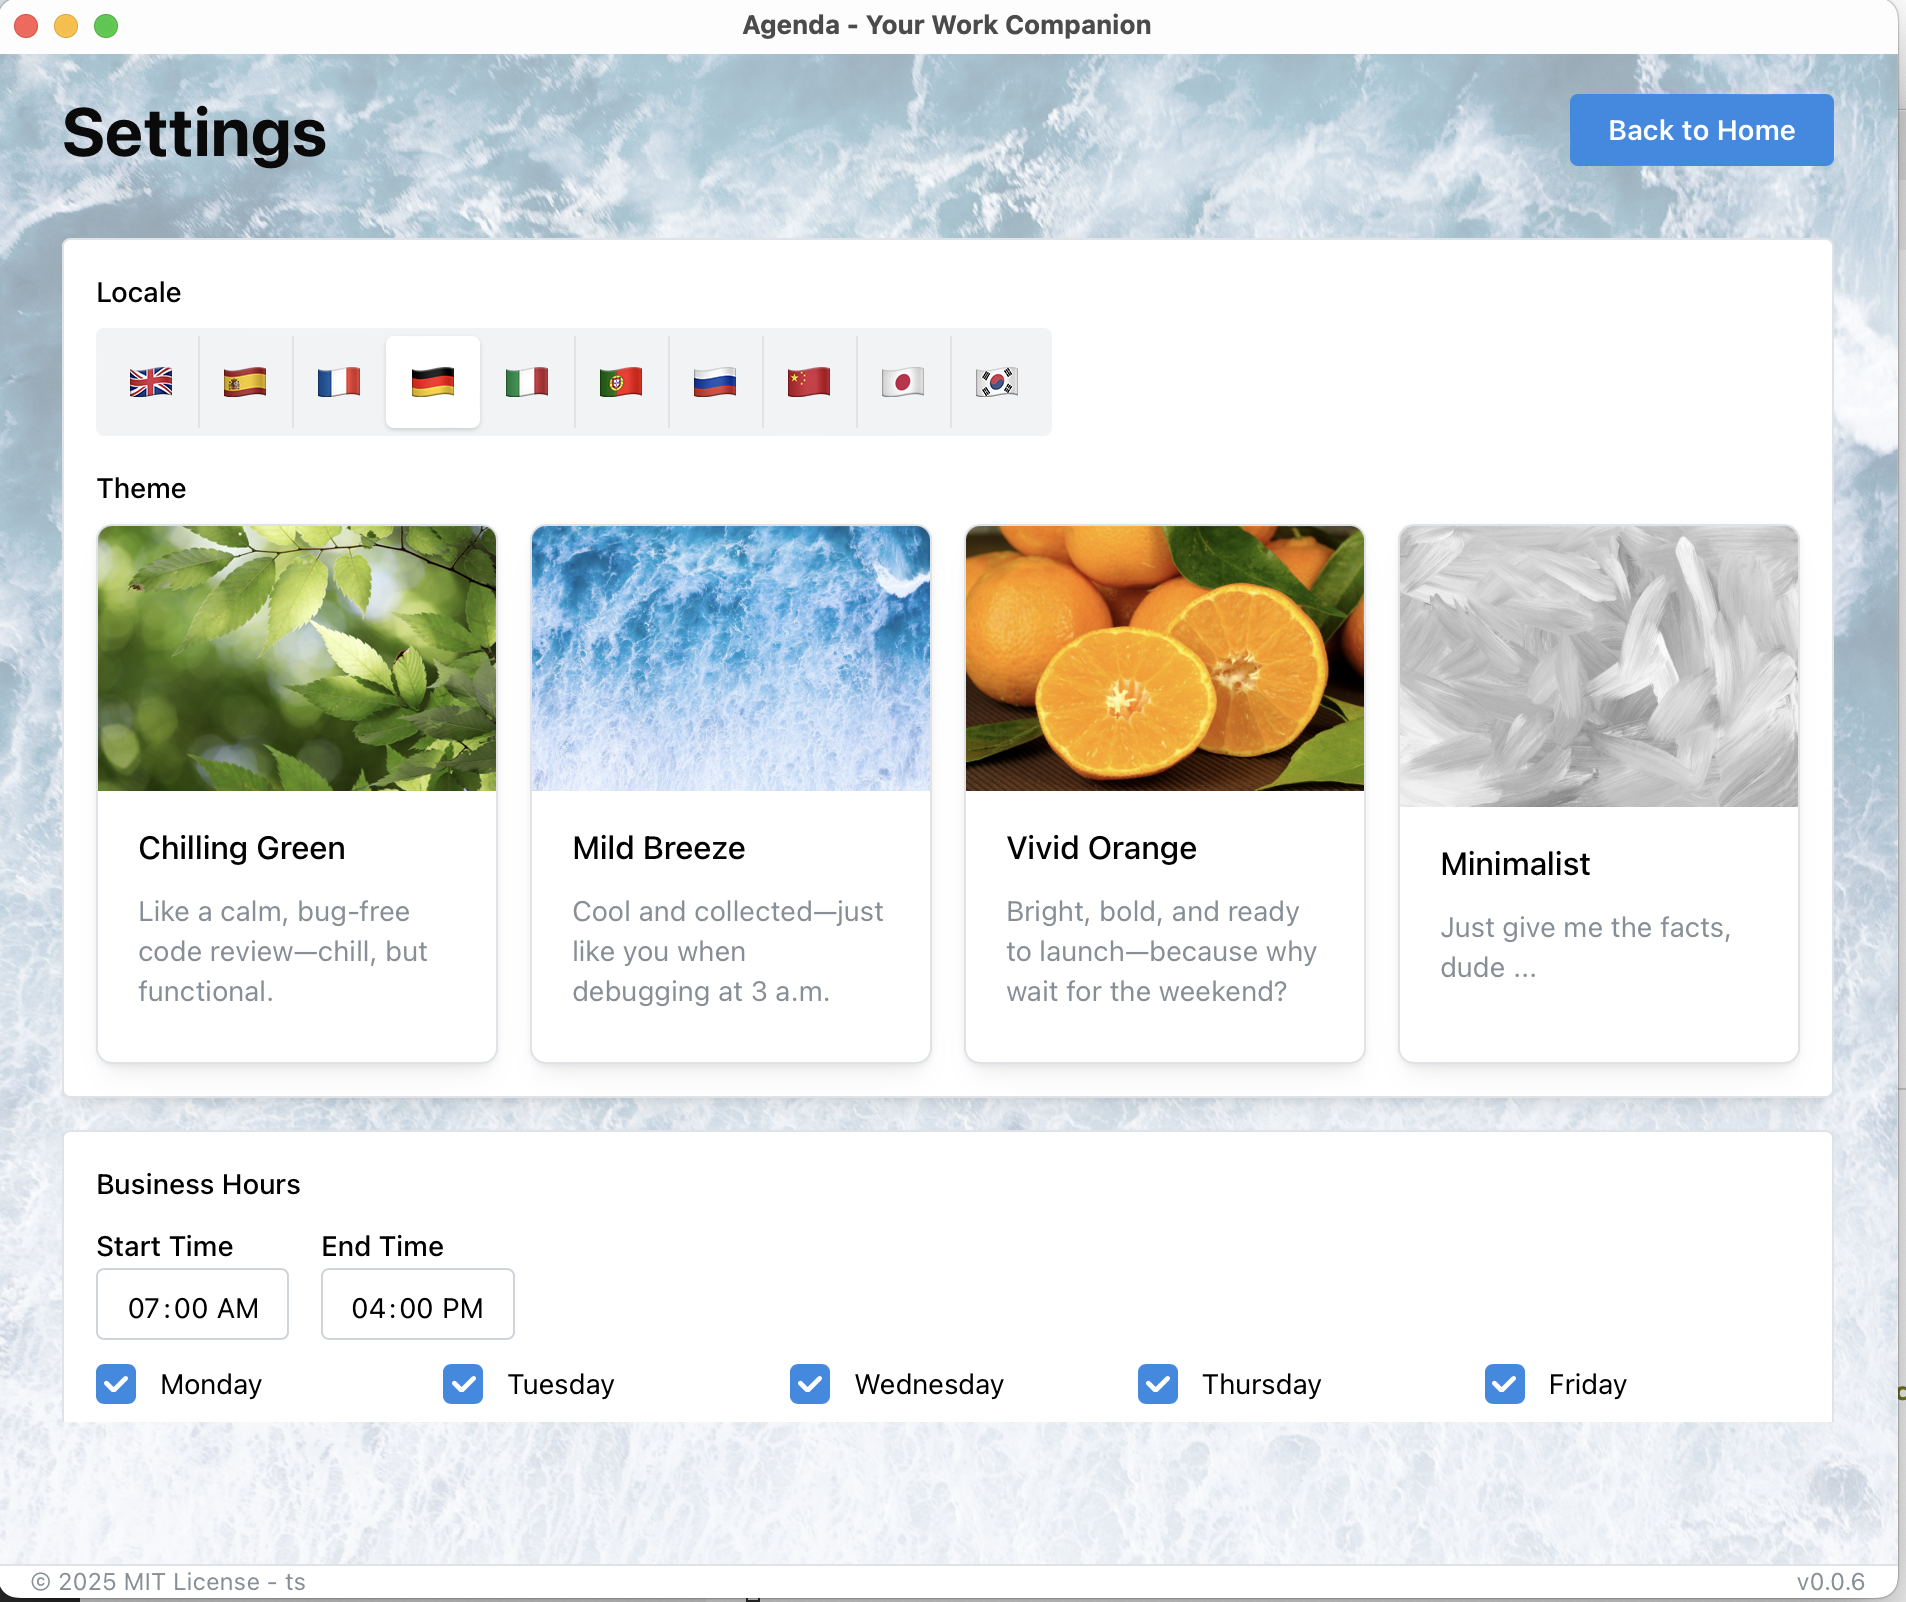 Agenda - Your Work Companion
Settings
Back to Home
Locale
Theme
Chilling Green
Like a calm, bug-free
code review—chill, but
functional.
Mild Breeze
Cool and collected—just
like you when
debugging at 3 a.m.
Vivid Orange
Bright, bold, and ready
to launch—because why
wait for the weekend?
Minimalist
Just give me the facts,
dude ...
Business Hours
Start Time
End Time
07:00 AM
04:00 PM
Monday
Tuesday
Wednesday
Thursday
Friday
© 2025 MIT License - ts
v0.0.6